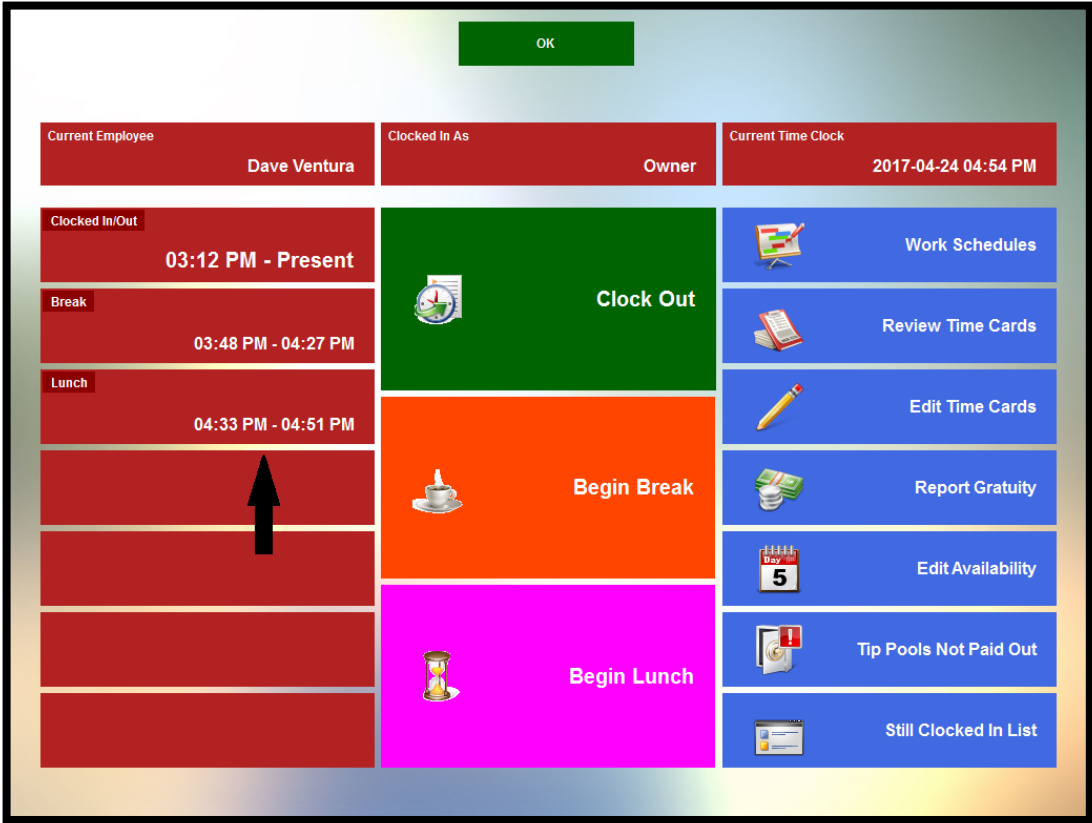 OK
Current Employee
Dave Ventura
Clocked In As
Owner
Current Time Clock
2017-04-24 04:54 PM
Clocked In/Out
03:12 PM - Present
Break
03:48 PM - 04:27 PM
Lunch
04:33 PM - 04:51 PM
Clock Out
Begin Break
Begin Lunch
Work Schedules
Review Time Cards
Edit Time Cards
Report Gratuity
Day
5
Edit Availability
Tip Pools Not Paid Out
Still Clocked In List